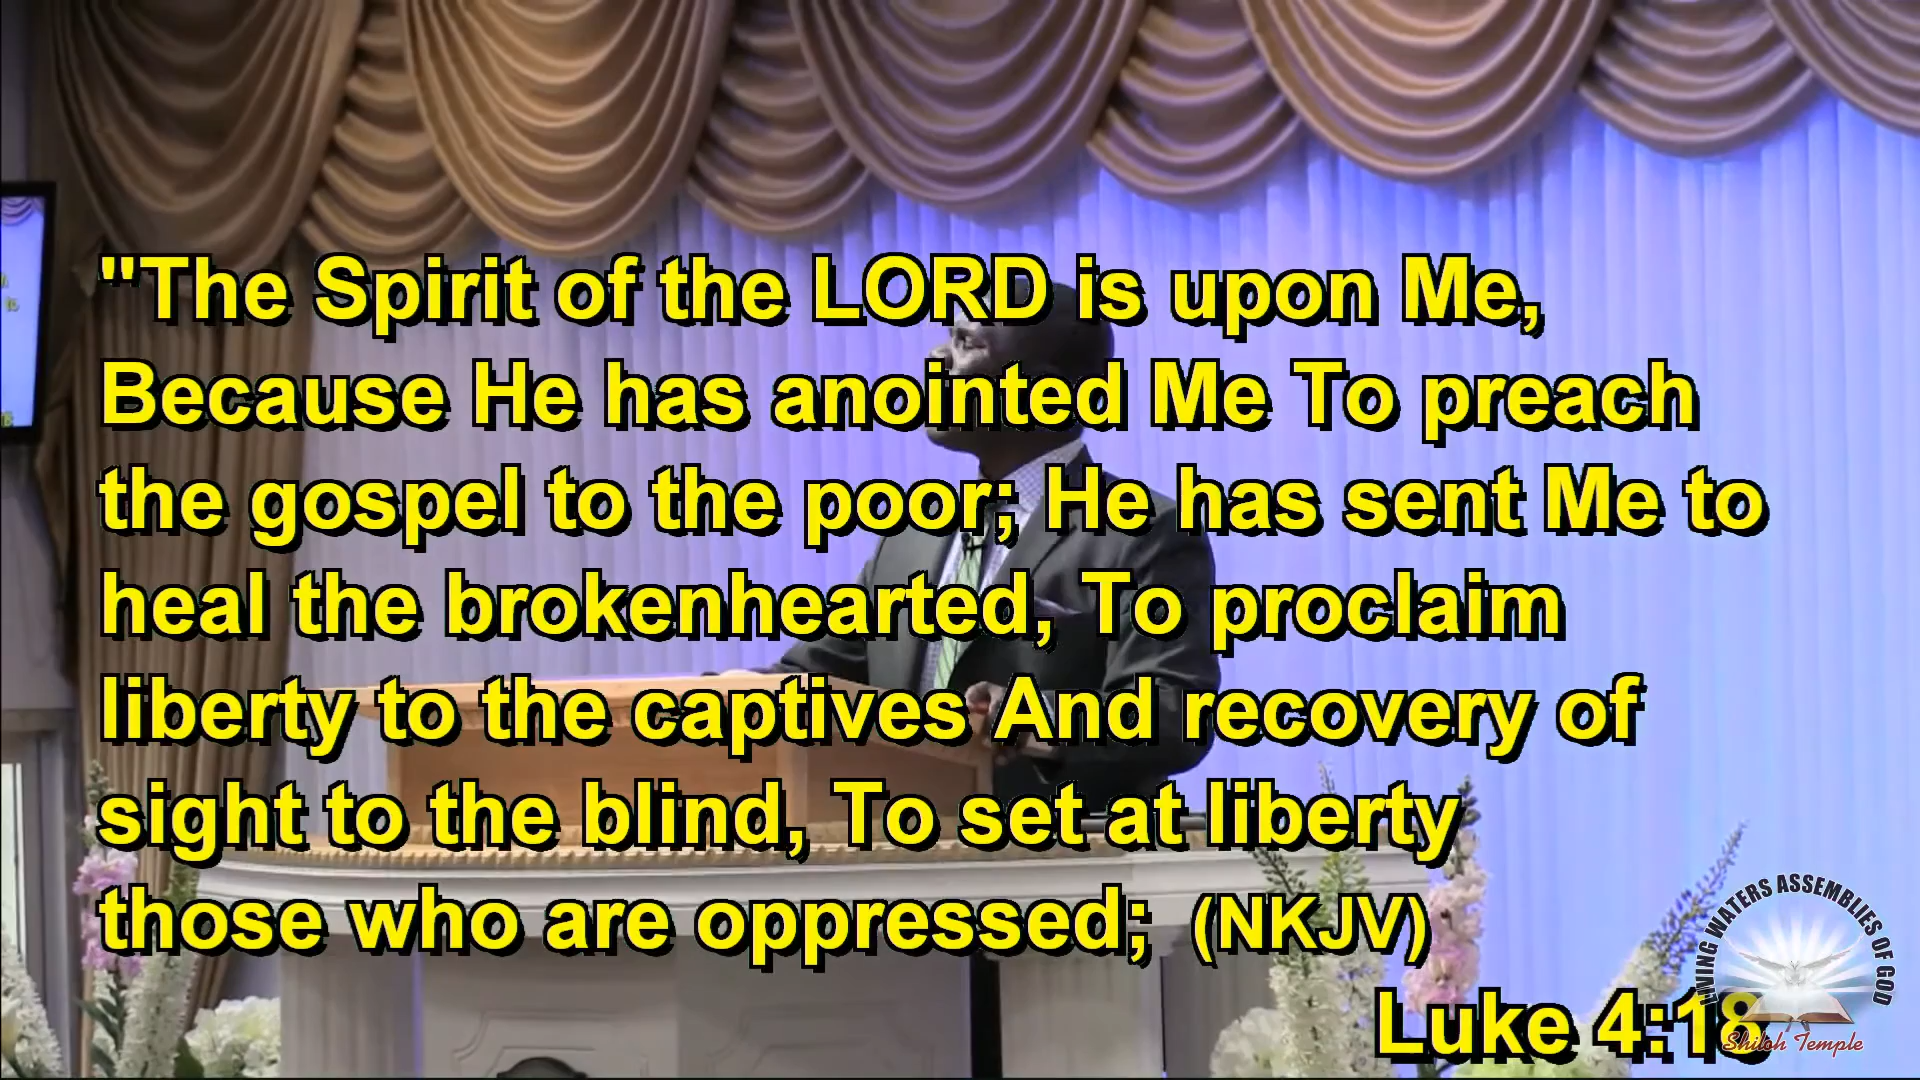 "The Spirit of the LORD is upon Me,
Because He has anointed Me To preach
the gospel to the poor; He has sent Me to
heal the brokenhearted, To proclaim
liberty to the captives And recovery of
sight to the blind, To set at liberty
those who are oppressed; (NKJV)
Luke 4:18
LIVING WATERS ASSEMBLIES OF GOD
Shiloh Temple